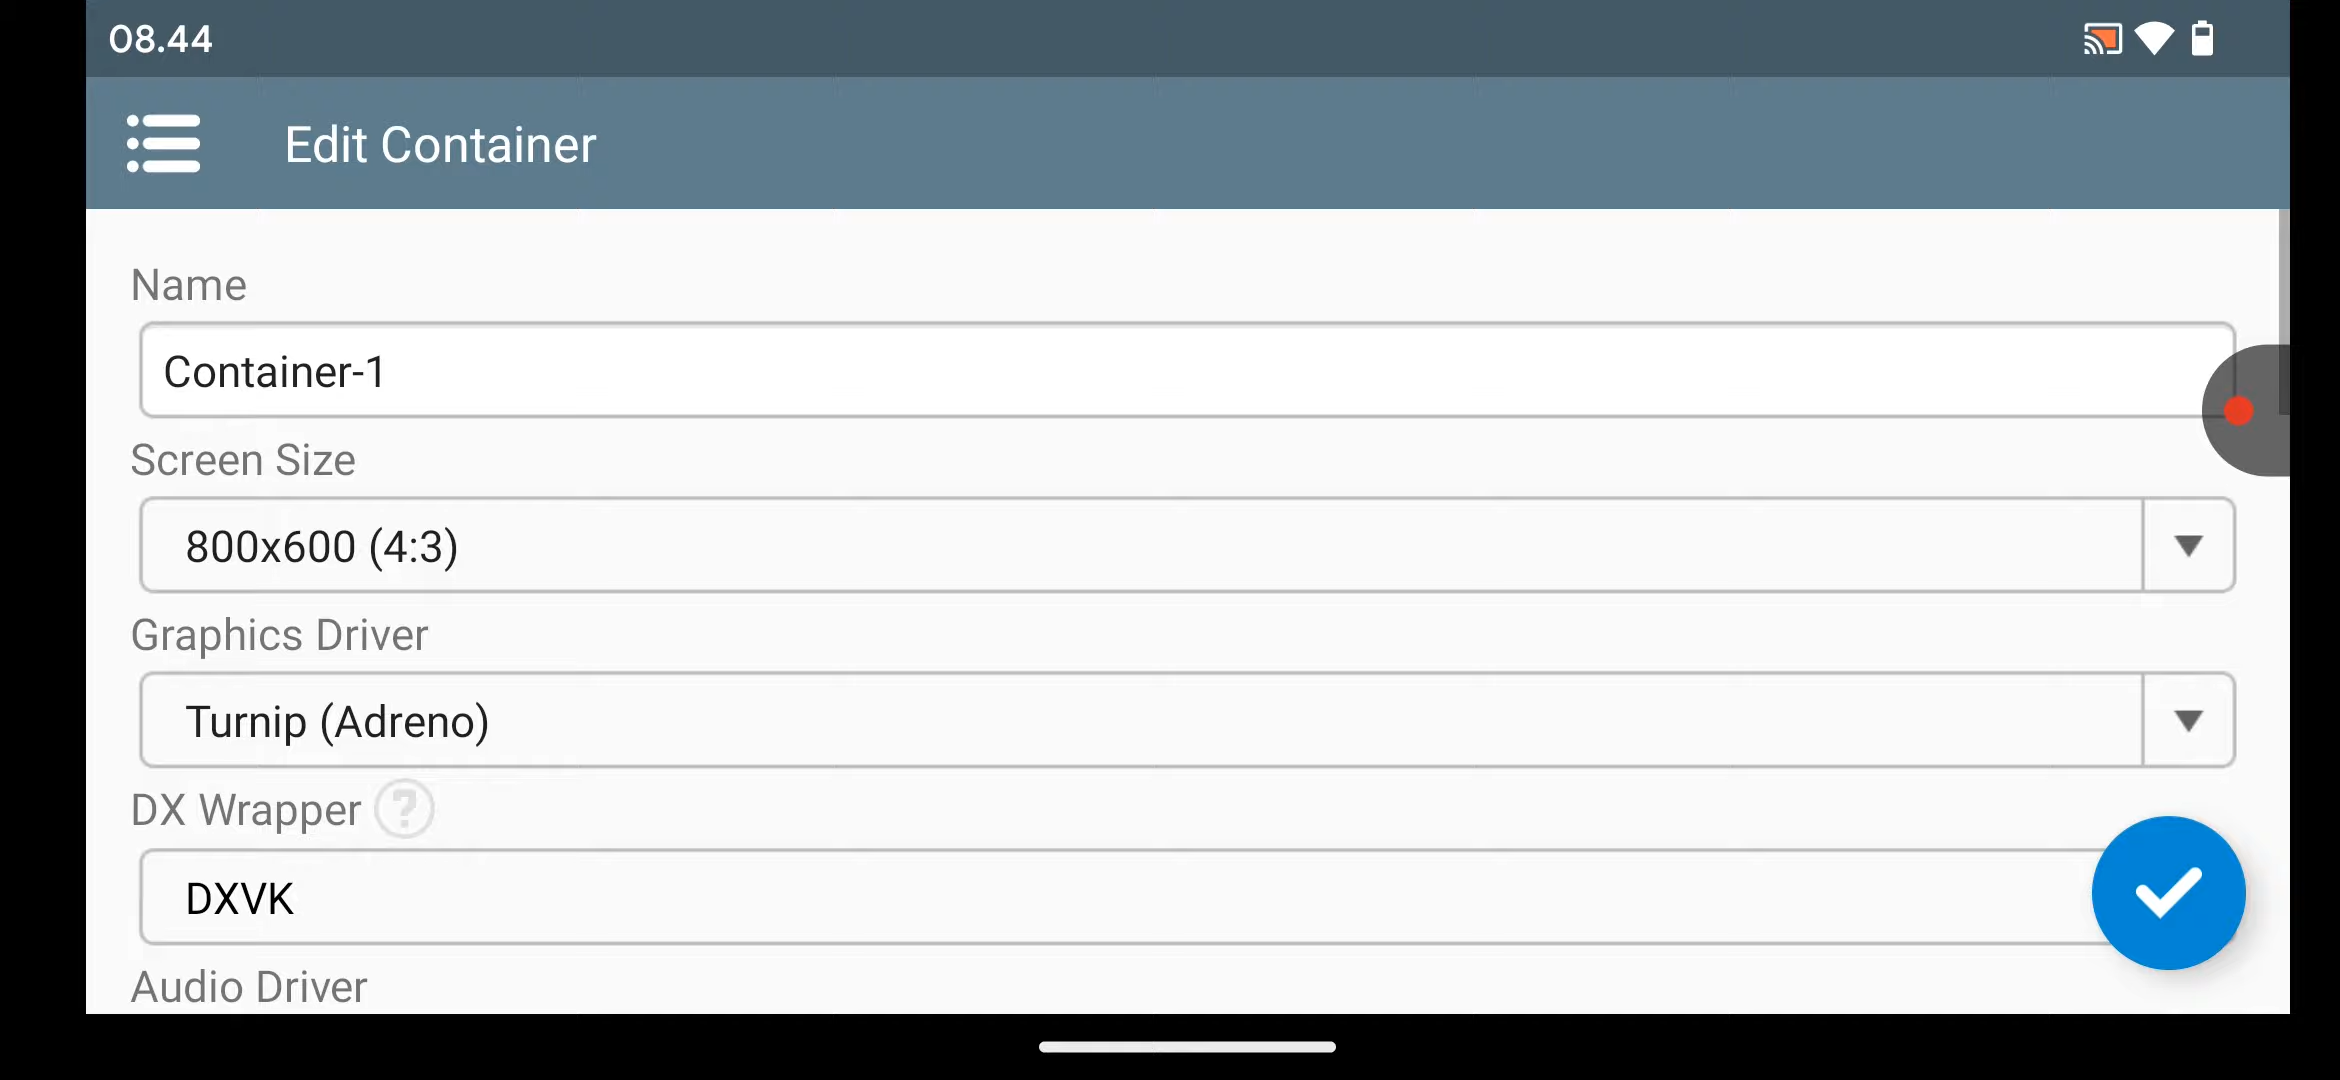 08.44
Edit Container
Name
Container-1
Screen Size
800x600 (4:3)
Graphics Driver
Turnip (Adreno)
DX Wrapper ?
DXVK
Audio Driver